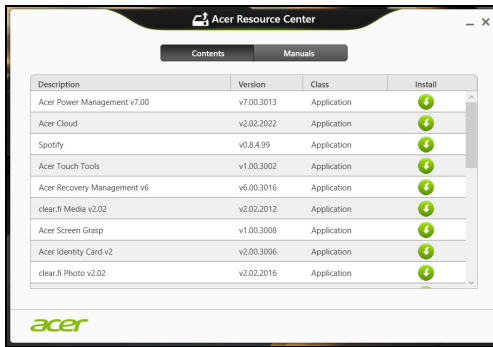 Acer Resource Center
Contents Manuals
Description Version Class Install
Acer Power Management v7.00 v7.00.3013 Application
Acer Cloud v2.02.2022 Application
Spotify v0.8.4.99 Application
Acer Touch Tools v1.00.3002 Application
Acer Recovery Management v6 v6.00.3016 Application
clear.fi Media v2.02 v2.02.2012 Application
Acer Screen Grasp v1.00.3008 Application
Acer Identity Card v2 v2.00.3006 Application
clear.fi Photo v2.02 v2.02.2016 Application
acer